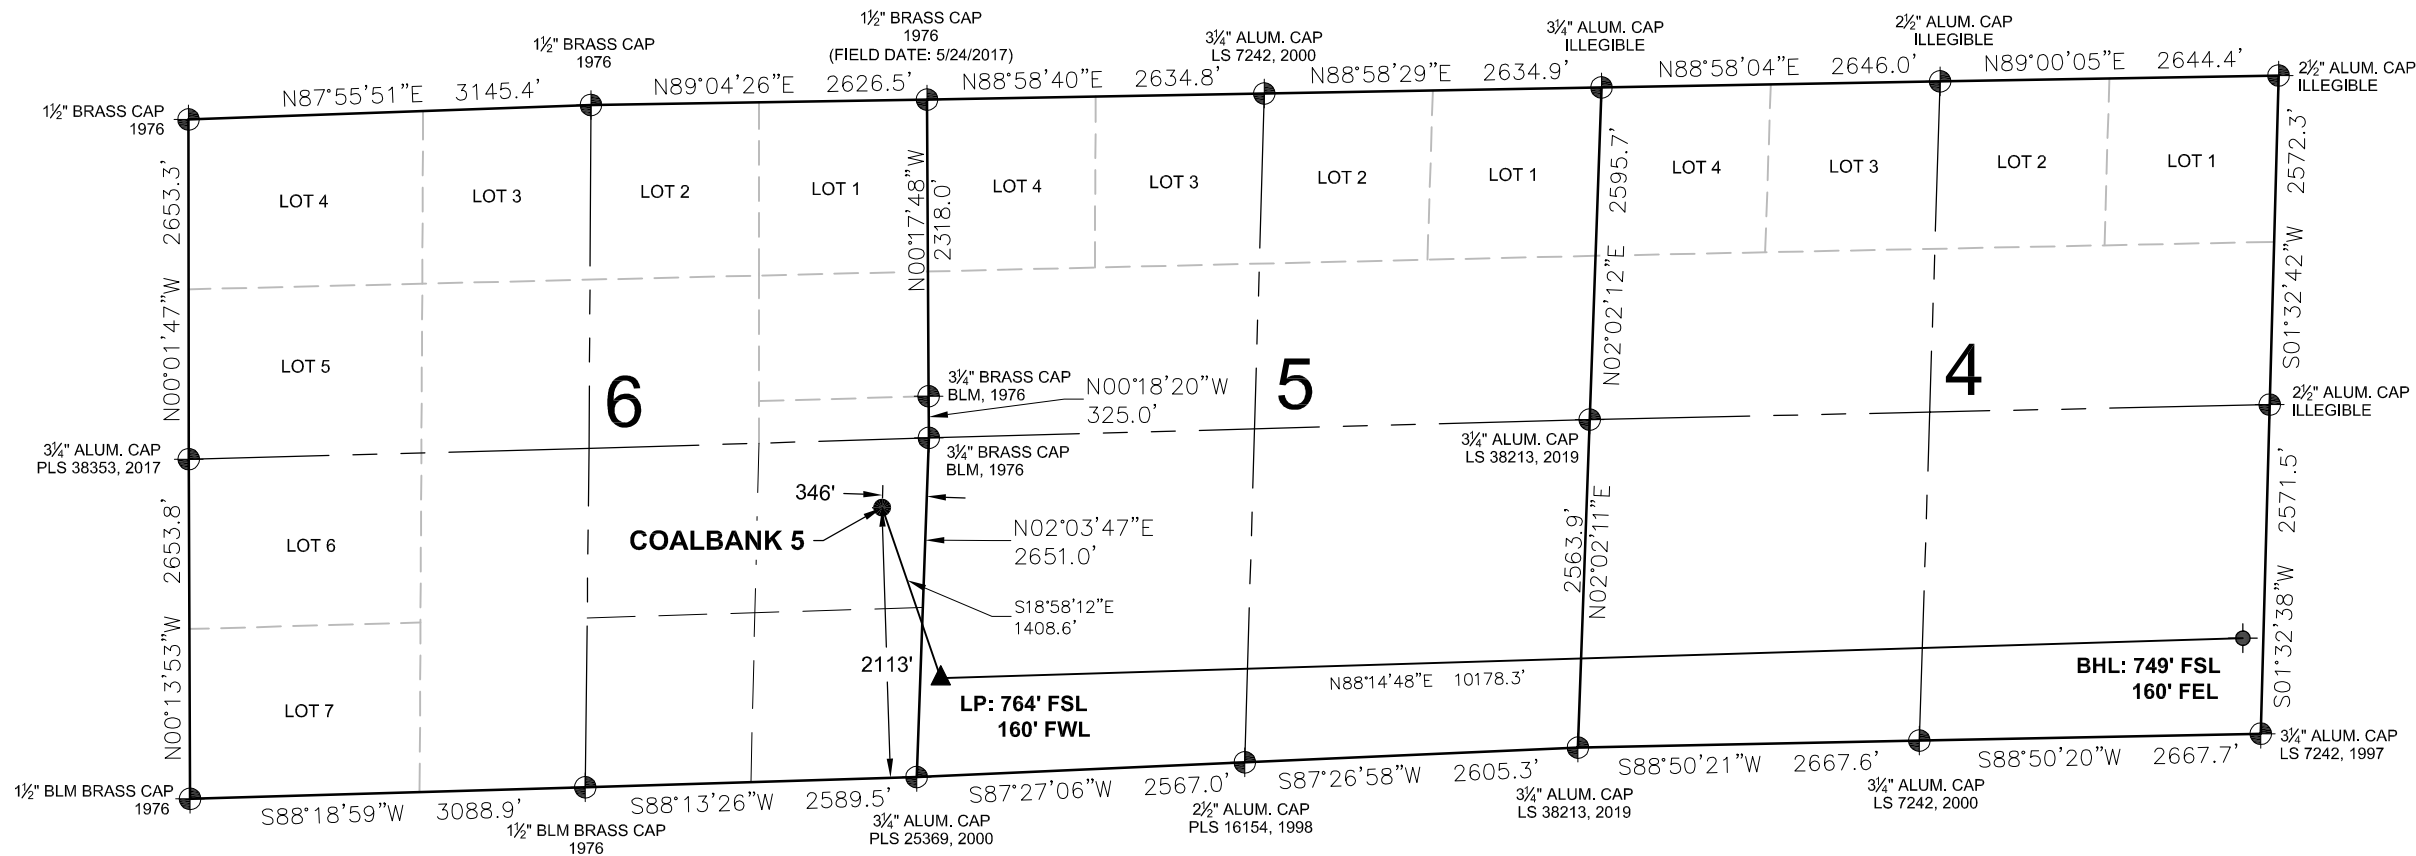 1½" BRASS CAP
1976
(FIELD DATE: 5/24/2017)
1½" BRASS CAP
1976
3¼" ALUM. CAP
LS 7242, 2000
3¼" ALUM. CAP
ILLEGIBLE
2½" ALUM. CAP
ILLEGIBLE
2½" ALUM. CAP
ILLEGIBLE
1½" BRASS CAP
1976
N87°55'51"E 3145.4'
N89°04'26"E 2626.5'
N88°58'40"E 2634.8'
N88°58'29"E 2634.9'
N88°58'04"E 2646.0'
N89°00'05"E 2644.4'
LOT 4
LOT 3
LOT 2
LOT 1
LOT 4
LOT 3
LOT 2
LOT 1
LOT 4
LOT 3
LOT 2
LOT 1
N00°01'47"W 2653.3'
N00°17'48"W
2318.0'
N02°02'12"E 2595.7'
S01°32'42"W 2572.3'
LOT 5
6
5
4
3¼" BRASS CAP
BLM, 1976
N00°18'20"W
325.0'
2½" ALUM. CAP
ILLEGIBLE
3¼" ALUM. CAP
PLS 38353, 2017
3¼" BRASS CAP
BLM, 1976
3¼" ALUM. CAP
LS 38213, 2019
346'
COALBANK 5
N02°03'47"E
2651.0'
LOT 6
N00°13'53"W 2653.8'
2563.9'
N02°02'11"E
S01°32'38"W 2571.5'
S18°58'12"E
1408.6'
2113'
N88°14'48"E 10178.3'
BHL: 749' FSL
160' FEL
LP: 764' FSL
160' FWL
LOT 7
1½" BLM BRASS CAP
1976
S88°18'59"W 3088.9'
S88°13'26"W 2589.5'
S87°27'06"W 2567.0'
S87°26'58"W 2605.3'
S88°50'21"W 2667.6'
S88°50'20"W 2667.7'
3¼" ALUM. CAP
LS 7242, 1997
1½" BLM BRASS CAP
1976
3¼" ALUM. CAP
PLS 25369, 2000
2½" ALUM. CAP
PLS 16154, 1998
3¼" ALUM. CAP
LS 38213, 2019
3¼" ALUM. CAP
LS 7242, 2000